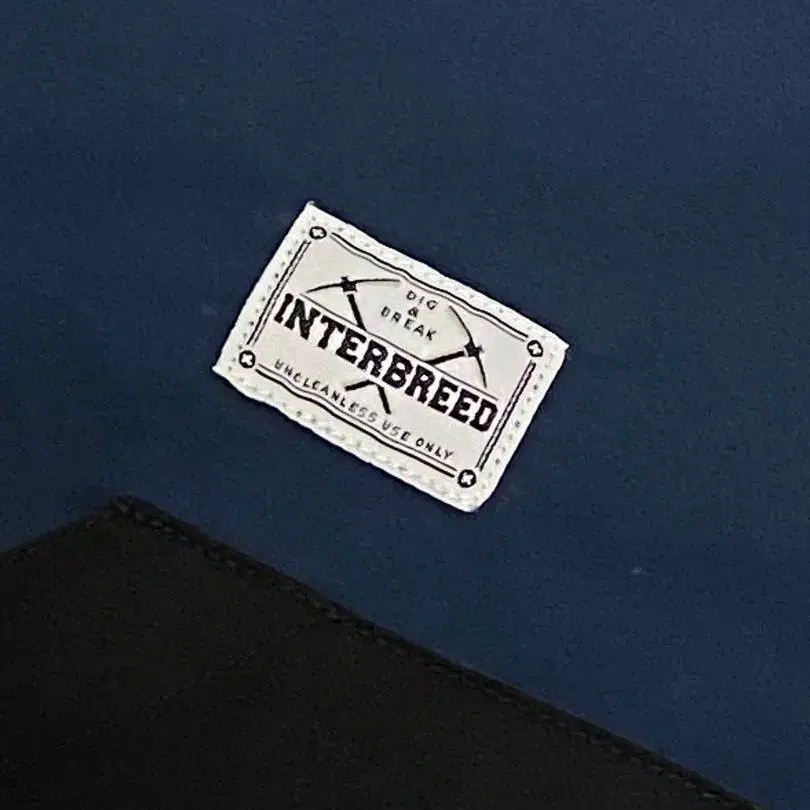 DIG
&
BREAK
INTERBREED
UNCLEANLESS USE ONLY